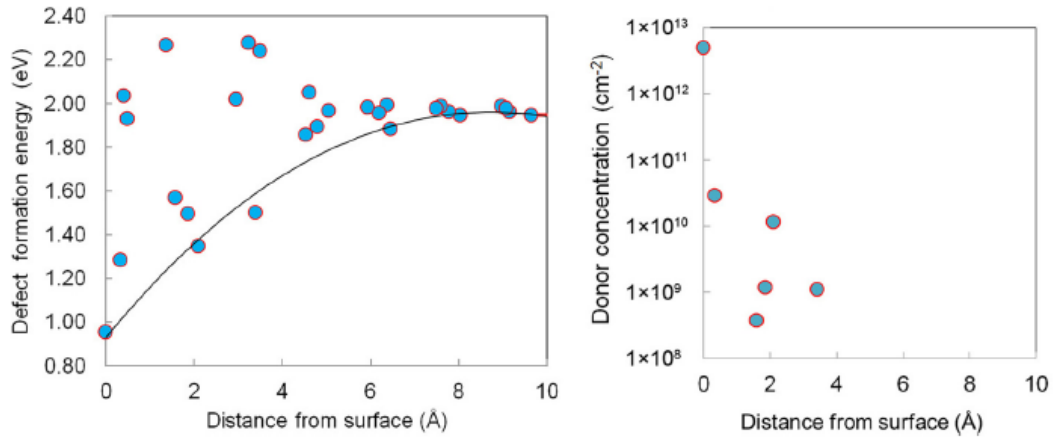 Defect formation energy (eV)
2.40
2.20
2.00
1.80
1.60
1.40
1.20
1.00
0.80
0 2 4 6 8 10
Distance from surface (Å)
Donor concentration (cm⁻²)
1×10¹³
1×10¹²
1×10¹¹
1×10¹⁰
1×10⁹
1×10⁸
0 2 4 6 8 10
Distance from surface (Å)